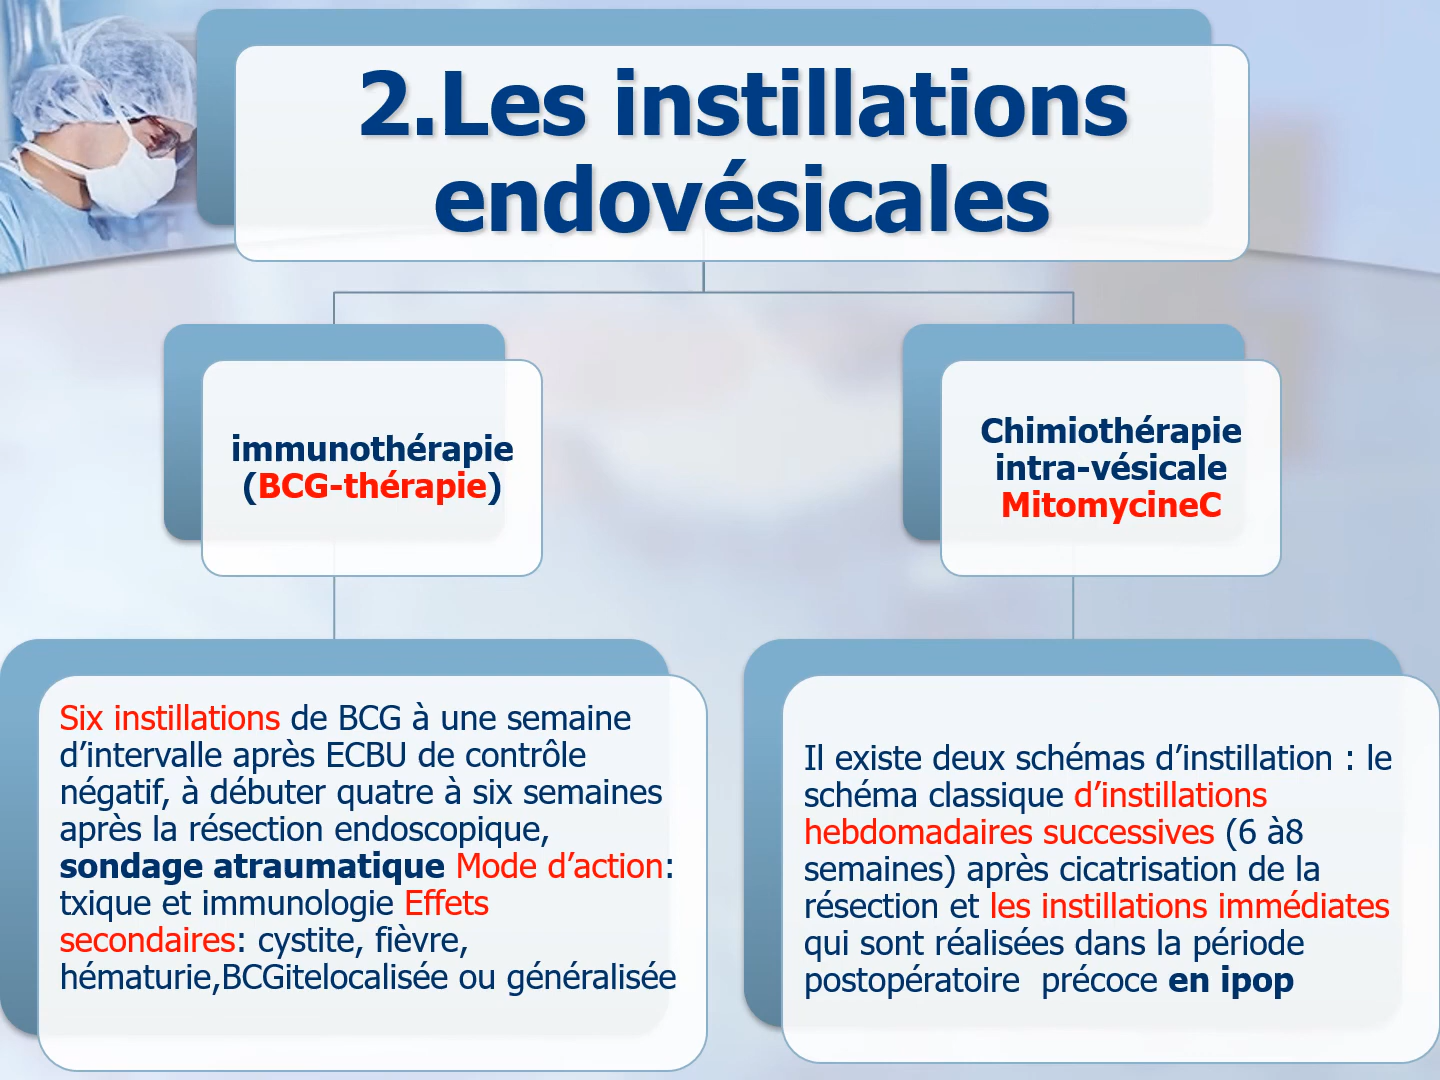 2.Les instillations
endovésicales
immunothérapie
(BCG-thérapie)
Chimiothérapie
intra-vésicale
MitomycineC
Six instillations de BCG à une semaine
d’intervalle après ECBU de contrôle
négatif, à débuter quatre à six semaines
après la résection endoscopique,
sondage atraumatique Mode d’action:
txique et immunologie Effets
secondaires: cystite, fièvre,
hématurie,BCGitelocalisée ou généralisée
Il existe deux schémas d’instillation : le
schéma classique d’instillations
hebdomadaires successives (6 à8
semaines) après cicatrisation de la
résection et les instillations immédiates
qui sont réalisées dans la période
postopératoire  précoce en ipop